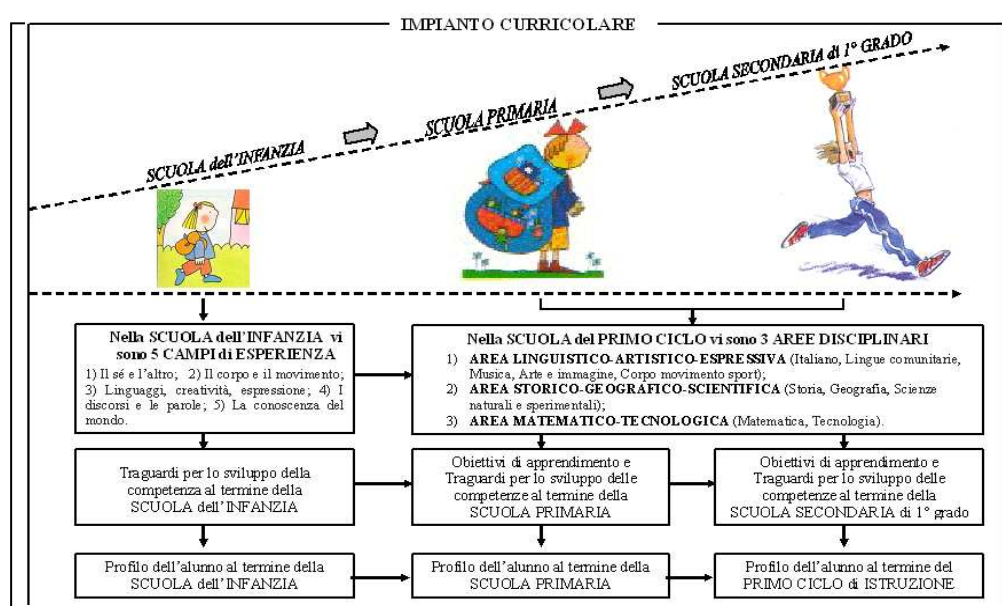 IMPIANTO CURRICOLARE
SCUOLA SECONDARIA di 1° GRADO
SCUOLA PRIMARIA
SCUOLA dell'INFANZIA
Nella SCUOLA dell'INFANZIA vi
sono 5 CAMPI di ESPERIENZA
1) Il sé e l'altro; 2) Il corpo e il movimento;
3) Linguaggi, creatività, espressione; 4) I
discorsi e le parole; 5) La conoscenza del
mondo.
Nella SCUOLA del PRIMO CICLO vi sono 3 AREE DISCIPLINARI
1) AREA LINGUISTICO-ARTISTICO-ESPRESSIVA (Italiano, Lingue comunitarie,
Musica, Arte e immagine, Corpo movimento sport);
2) AREA STORICO-GEOGRAFICO-SCIENTIFICA (Storia, Geografia, Scienze
naturali e sperimentali);
3) AREA MATEMATICO-TECNOLOGICA (Matematica, Tecnologia).
Traguardi per lo sviluppo della
competenza al termine della
SCUOLA dell'INFANZIA
Obiettivi di apprendimento e
Traguardi per lo sviluppo delle
competenze al termine della
SCUOLA PRIMARIA
Obiettivi di apprendimento e
Traguardi per lo sviluppo delle
competenze al termine della
SCUOLA SECONDARIA di 1° grado
Profilo dell'alunno al termine della
SCUOLA dell'INFANZIA
Profilo dell'alunno al termine della
SCUOLA PRIMARIA
Profilo dell'alunno al termine del
PRIMO CICLO di ISTRUZIONE